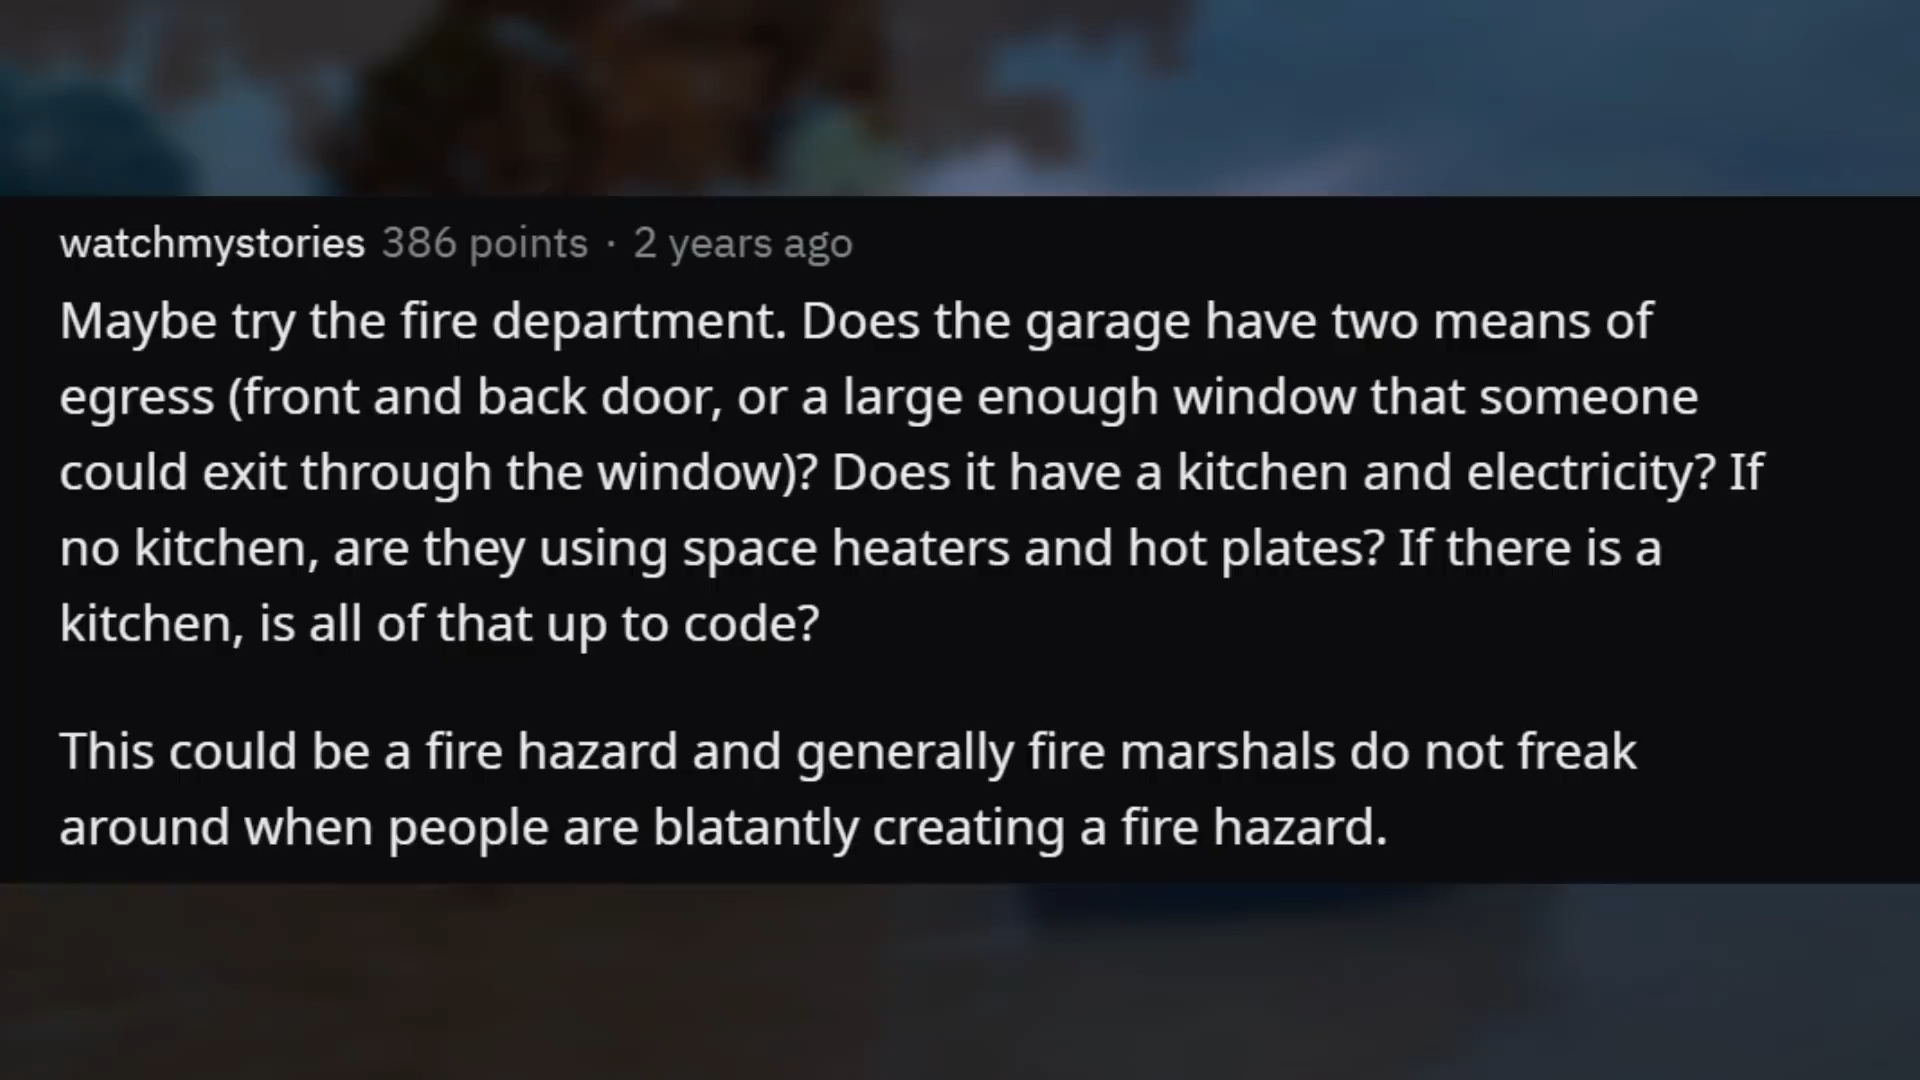 watchmystories 386 points · 2 years ago
Maybe try the fire department. Does the garage have two means of
egress (front and back door, or a large enough window that someone
could exit through the window)? Does it have a kitchen and electricity? If
no kitchen, are they using space heaters and hot plates? If there is a
kitchen, is all of that up to code?
This could be a fire hazard and generally fire marshals do not freak
around when people are blatantly creating a fire hazard.